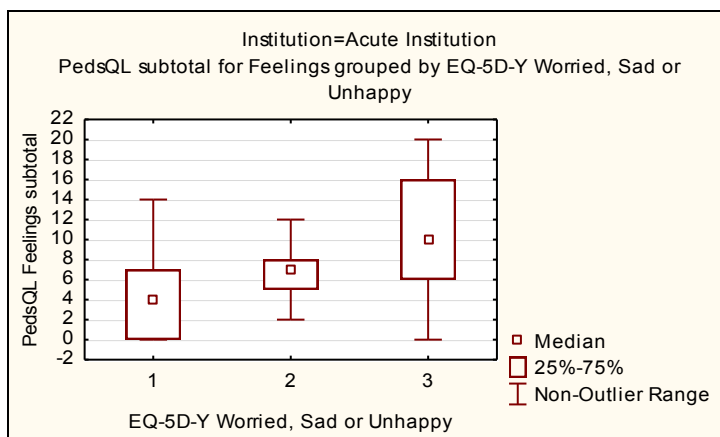 Institution=Acute Institution
PedsQL subtotal for Feelings grouped by EQ-5D-Y Worried, Sad or
Unhappy
PedsQL Feelings subtotal
22
20
18
16
14
12
10
8
6
4
2
0
-2
1 2 3
EQ-5D-Y Worried, Sad or Unhappy
Median
25%-75%
Non-Outlier Range